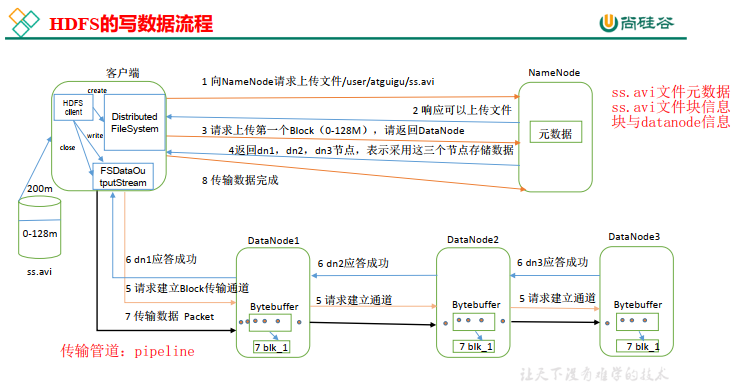 HDFS的写数据流程
尚硅谷
客户端
1 向NameNode请求上传文件/user/atguigu/ss.avi
NameNode
create
HDFS
client
Distributed
FileSystem
2 响应可以上传文件
ss.avi文件元数据
ss.avi文件块信息
块与datanode信息
write
3 请求上传第一个Block（0-128M），请返回DataNode
元数据
close
4返回dn1，dn2，dn3节点，表示采用这三个节点存储数据
FSDataOu
tputStream
8 传输数据完成
200m
0-128m
ss.avi
DataNode1
DataNode2
DataNode3
6 dn1应答成功
6 dn2应答成功
6 dn3应答成功
5 请求建立Block传输通道
5 请求建立通道
5 请求建立通道
Bytebuffer
Bytebuffer
Bytebuffer
7 传输数据 Packet
7 blk_1
7 blk_1
7 blk_1
传输管道：pipeline
让天下没有难学的技术